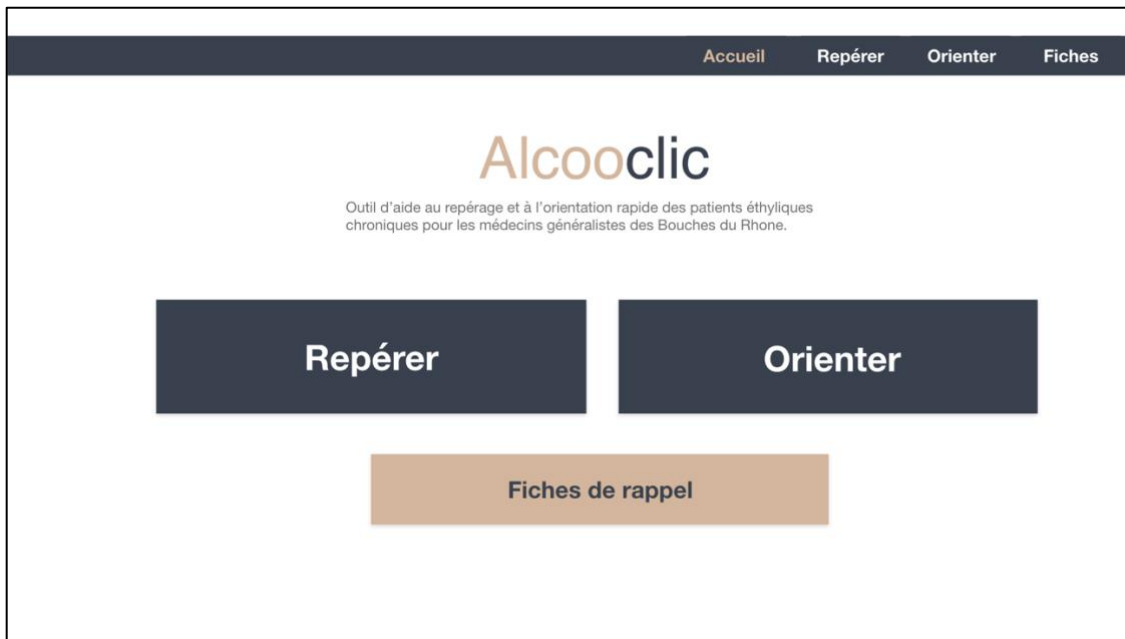 Accueil Repérer Orienter Fiches
Alcooclic
Outil d'aide au repérage et à l'orientation rapide des patients éthyliques
chroniques pour les médecins généralistes des Bouches du Rhone.
Repérer Orienter
Fiches de rappel